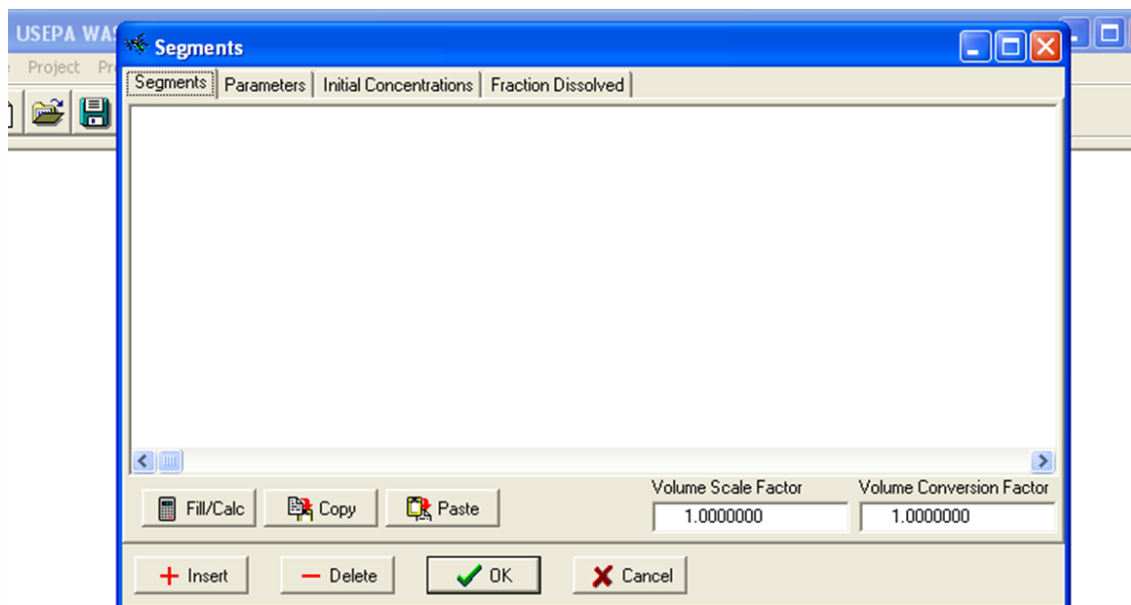 USEPA WAS
Segments
Project Pr
Segments Parameters Initial Concentrations Fraction Dissolved
Volume Scale Factor Volume Conversion Factor
Fill/Calc Copy Paste 1.0000000 1.0000000
Insert Delete OK Cancel